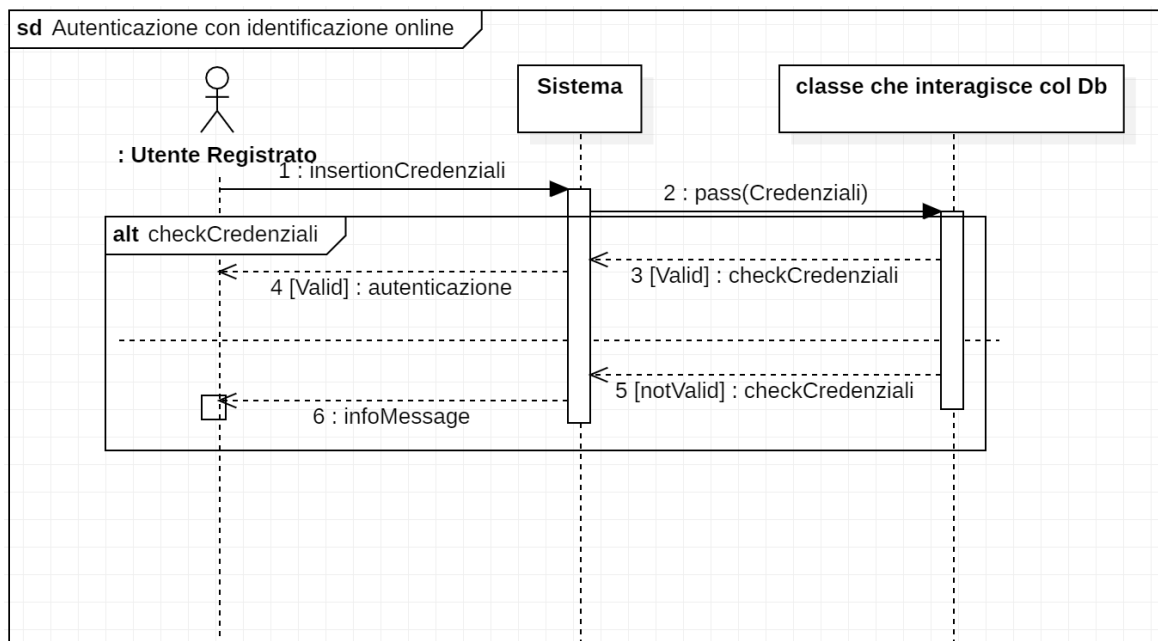 sd Autenticazione con identificazione online
Sistema
classe che interagisce col Db
: Utente Registrato
1 : insertionCredenziali
2 : pass(Credenziali)
alt checkCredenziali
3 [Valid] : checkCredenziali
4 [Valid] : autenticazione
5 [notValid] : checkCredenziali
6 : infoMessage